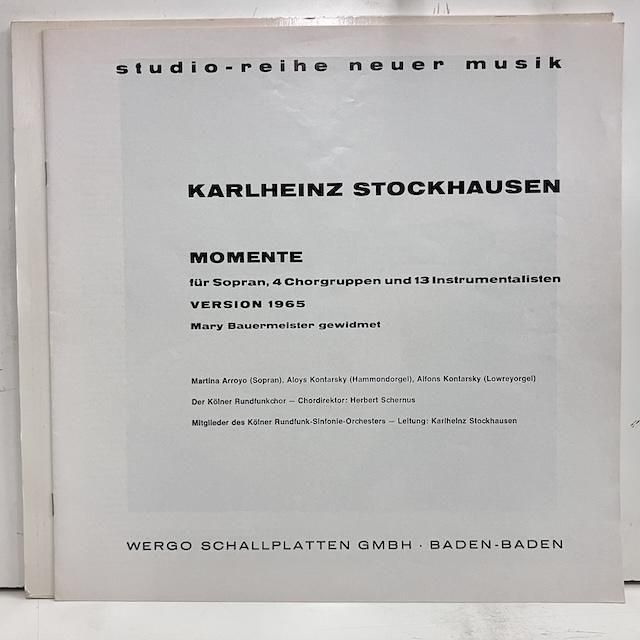 studio-reihe neuer musik
KARLHEINZ STOCKHAUSEN
MOMENTE
für Sopran, 4 Chorgruppen und 13 Instrumentalisten
VERSION 1965
Mary Bauermeister gewidmet
Martina Arroyo (Sopran), Aloys Kontarsky (Hammondorgel), Alfons Kontarsky (Lowreyorgel)
Der Kölner Rundfunkchor — Chordirektor: Herbert Schernus
Mitglieder des Kölner Rundfunk-Sinfonie-Orchesters — Leitung: Karlheinz Stockhausen
WERGO SCHALLPLATTEN GMBH · BADEN-BADEN